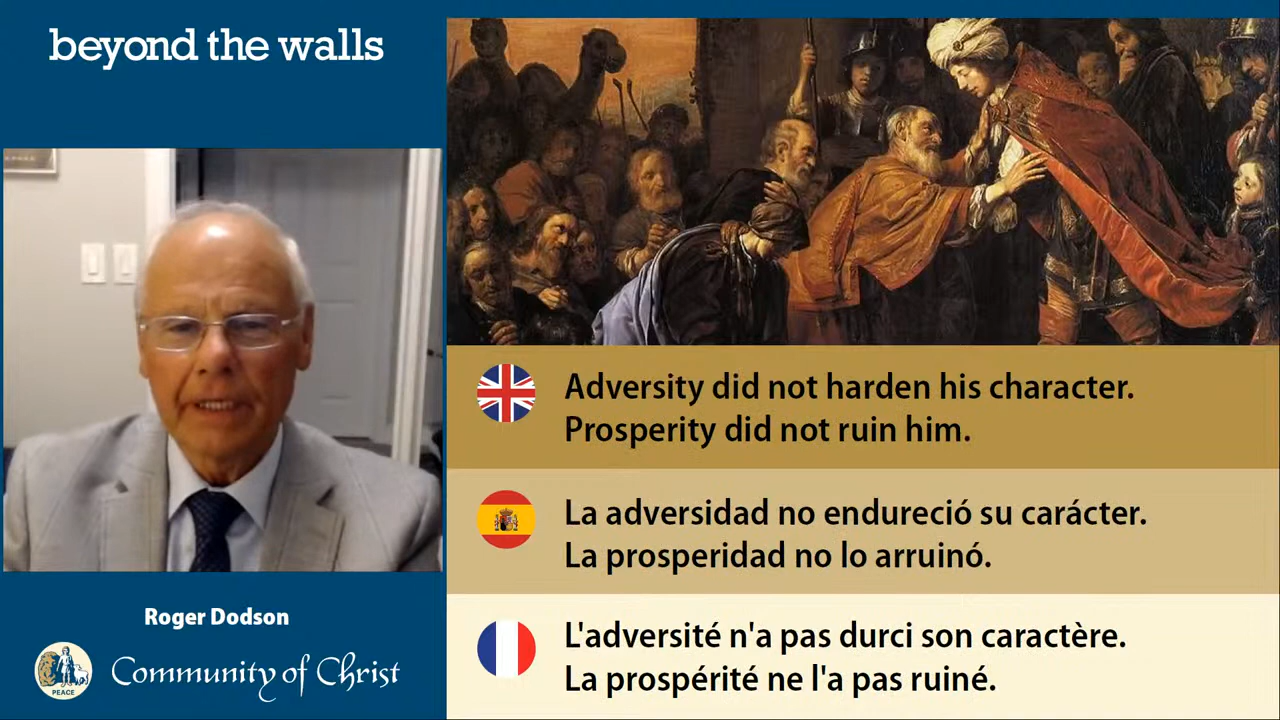 beyond the walls
Adversity did not harden his character.
Prosperity did not ruin him.
La adversidad no endureció su carácter.
La prosperidad no lo arruinó.
L'adversité n'a pas durci son caractère.
La prospérité ne l'a pas ruiné.
Roger Dodson
PEACE
Community of Christ